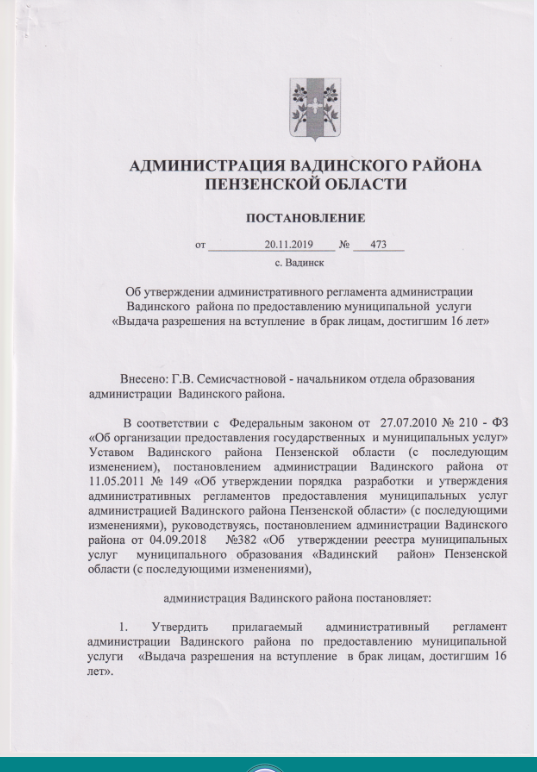 АДМИНИСТРАЦИЯ ВАДИНСКОГО РАЙОНА
ПЕНЗЕНСКОЙ ОБЛАСТИ
ПОСТАНОВЛЕНИЕ
от 20.11.2019 № 473
с. Вадинск
Об утверждении административного регламента администрации
Вадинского района по предоставлению муниципальной услуги
«Выдача разрешения на вступление в брак лицам, достигшим 16 лет»
Внесено: Г.В. Семисчастновой - начальником отдела образования
администрации Вадинского района.
В соответствии с Федеральным законом от 27.07.2010 № 210 - ФЗ
«Об организации предоставления государственных и муниципальных услуг»
Уставом Вадинского района Пензенской области (с последующим
изменением), постановлением администрации Вадинского района от
11.05.2011 № 149 «Об утверждении порядка разработки и утверждения
административных регламентов предоставления муниципальных услуг
администрацией Вадинского района Пензенской области» (с последующими
изменениями), руководствуясь, постановлением администрации Вадинского
района от 04.09.2018 №382 «Об утверждении реестра муниципальных
услуг муниципального образования «Вадинский район» Пензенской
области (с последующими изменениями),
администрация Вадинского района постановляет:
1. Утвердить прилагаемый административный регламент
администрации Вадинского района по предоставлению муниципальной
услуги «Выдача разрешения на вступление в брак лицам, достигшим 16
лет».